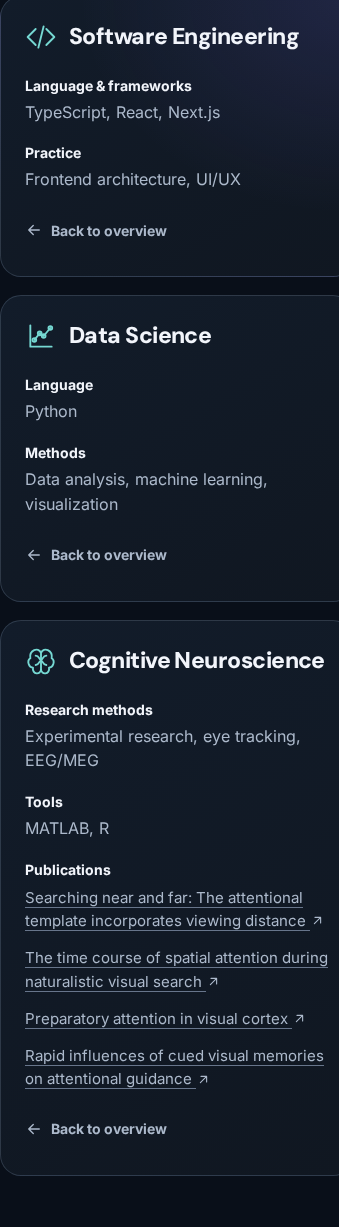 Software Engineering
Language & frameworks
TypeScript, React, Next.js
Practice
Frontend architecture, UI/UX
← Back to overview
Data Science
Language
Python
Methods
Data analysis, machine learning,
visualization
← Back to overview
Cognitive Neuroscience
Research methods
Experimental research, eye tracking,
EEG/MEG
Tools
MATLAB, R
Publications
Searching near and far: The attentional
template incorporates viewing distance ↗
The time course of spatial attention during
naturalistic visual search ↗
Preparatory attention in visual cortex ↗
Rapid influences of cued visual memories
on attentional guidance ↗
← Back to overview